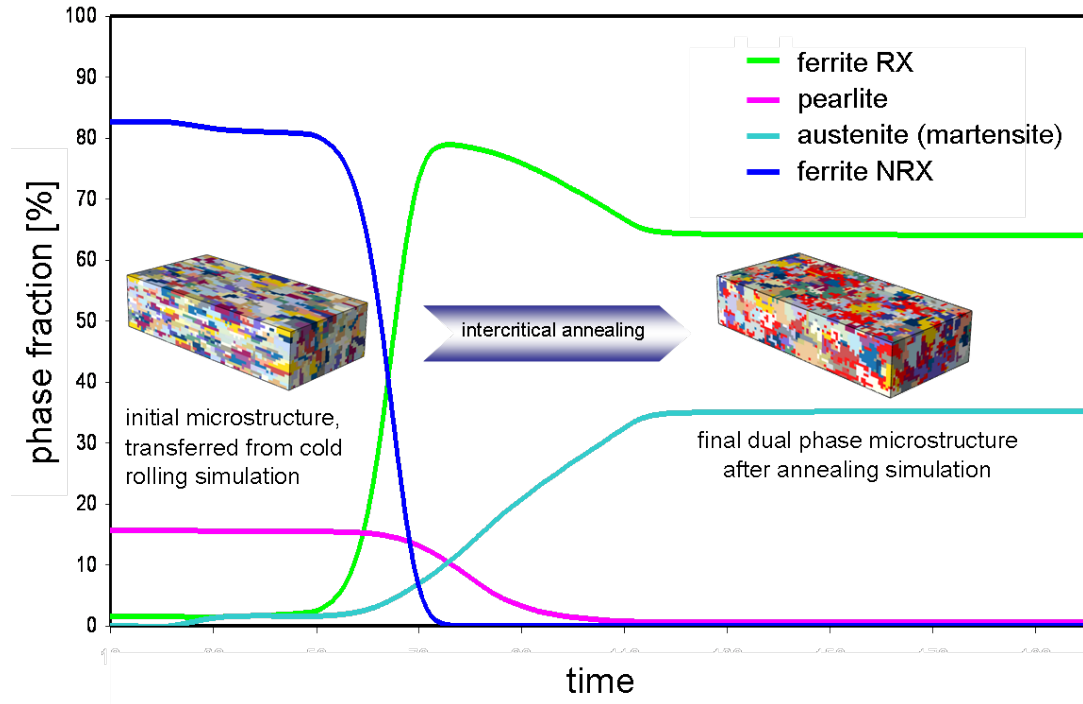 100
90
80
70
60
50
40
30
20
10
0
phase fraction [%]
ferrite RX
pearlite
austenite (martensite)
ferrite NRX
intercritical annealing
initial microstructure,
transferred from cold
rolling simulation
final dual phase microstructure
after annealing simulation
time